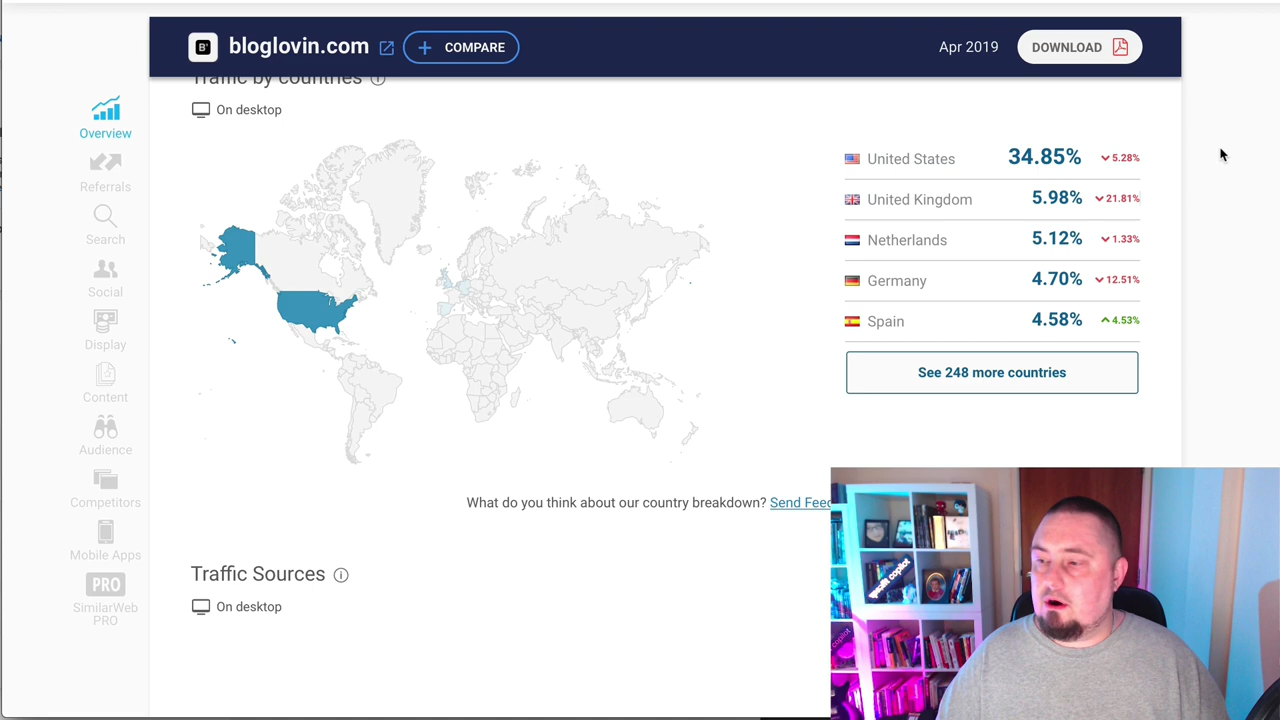 B'
bloglovin.com
+ COMPARE
Apr 2019
DOWNLOAD
Traffic by countries
On desktop
Overview
Referrals
Search
Social
Display
Content
Audience
Competitors
Mobile Apps
PRO
SimilarWeb
PRO
United States 34.85% 5.28%
United Kingdom 5.98% 21.81%
Netherlands 5.12% 1.33%
Germany 4.70% 12.51%
Spain 4.58% 4.53%
See 248 more countries
What do you think about our country breakdown? Send Feed
Traffic Sources
On desktop
copilot